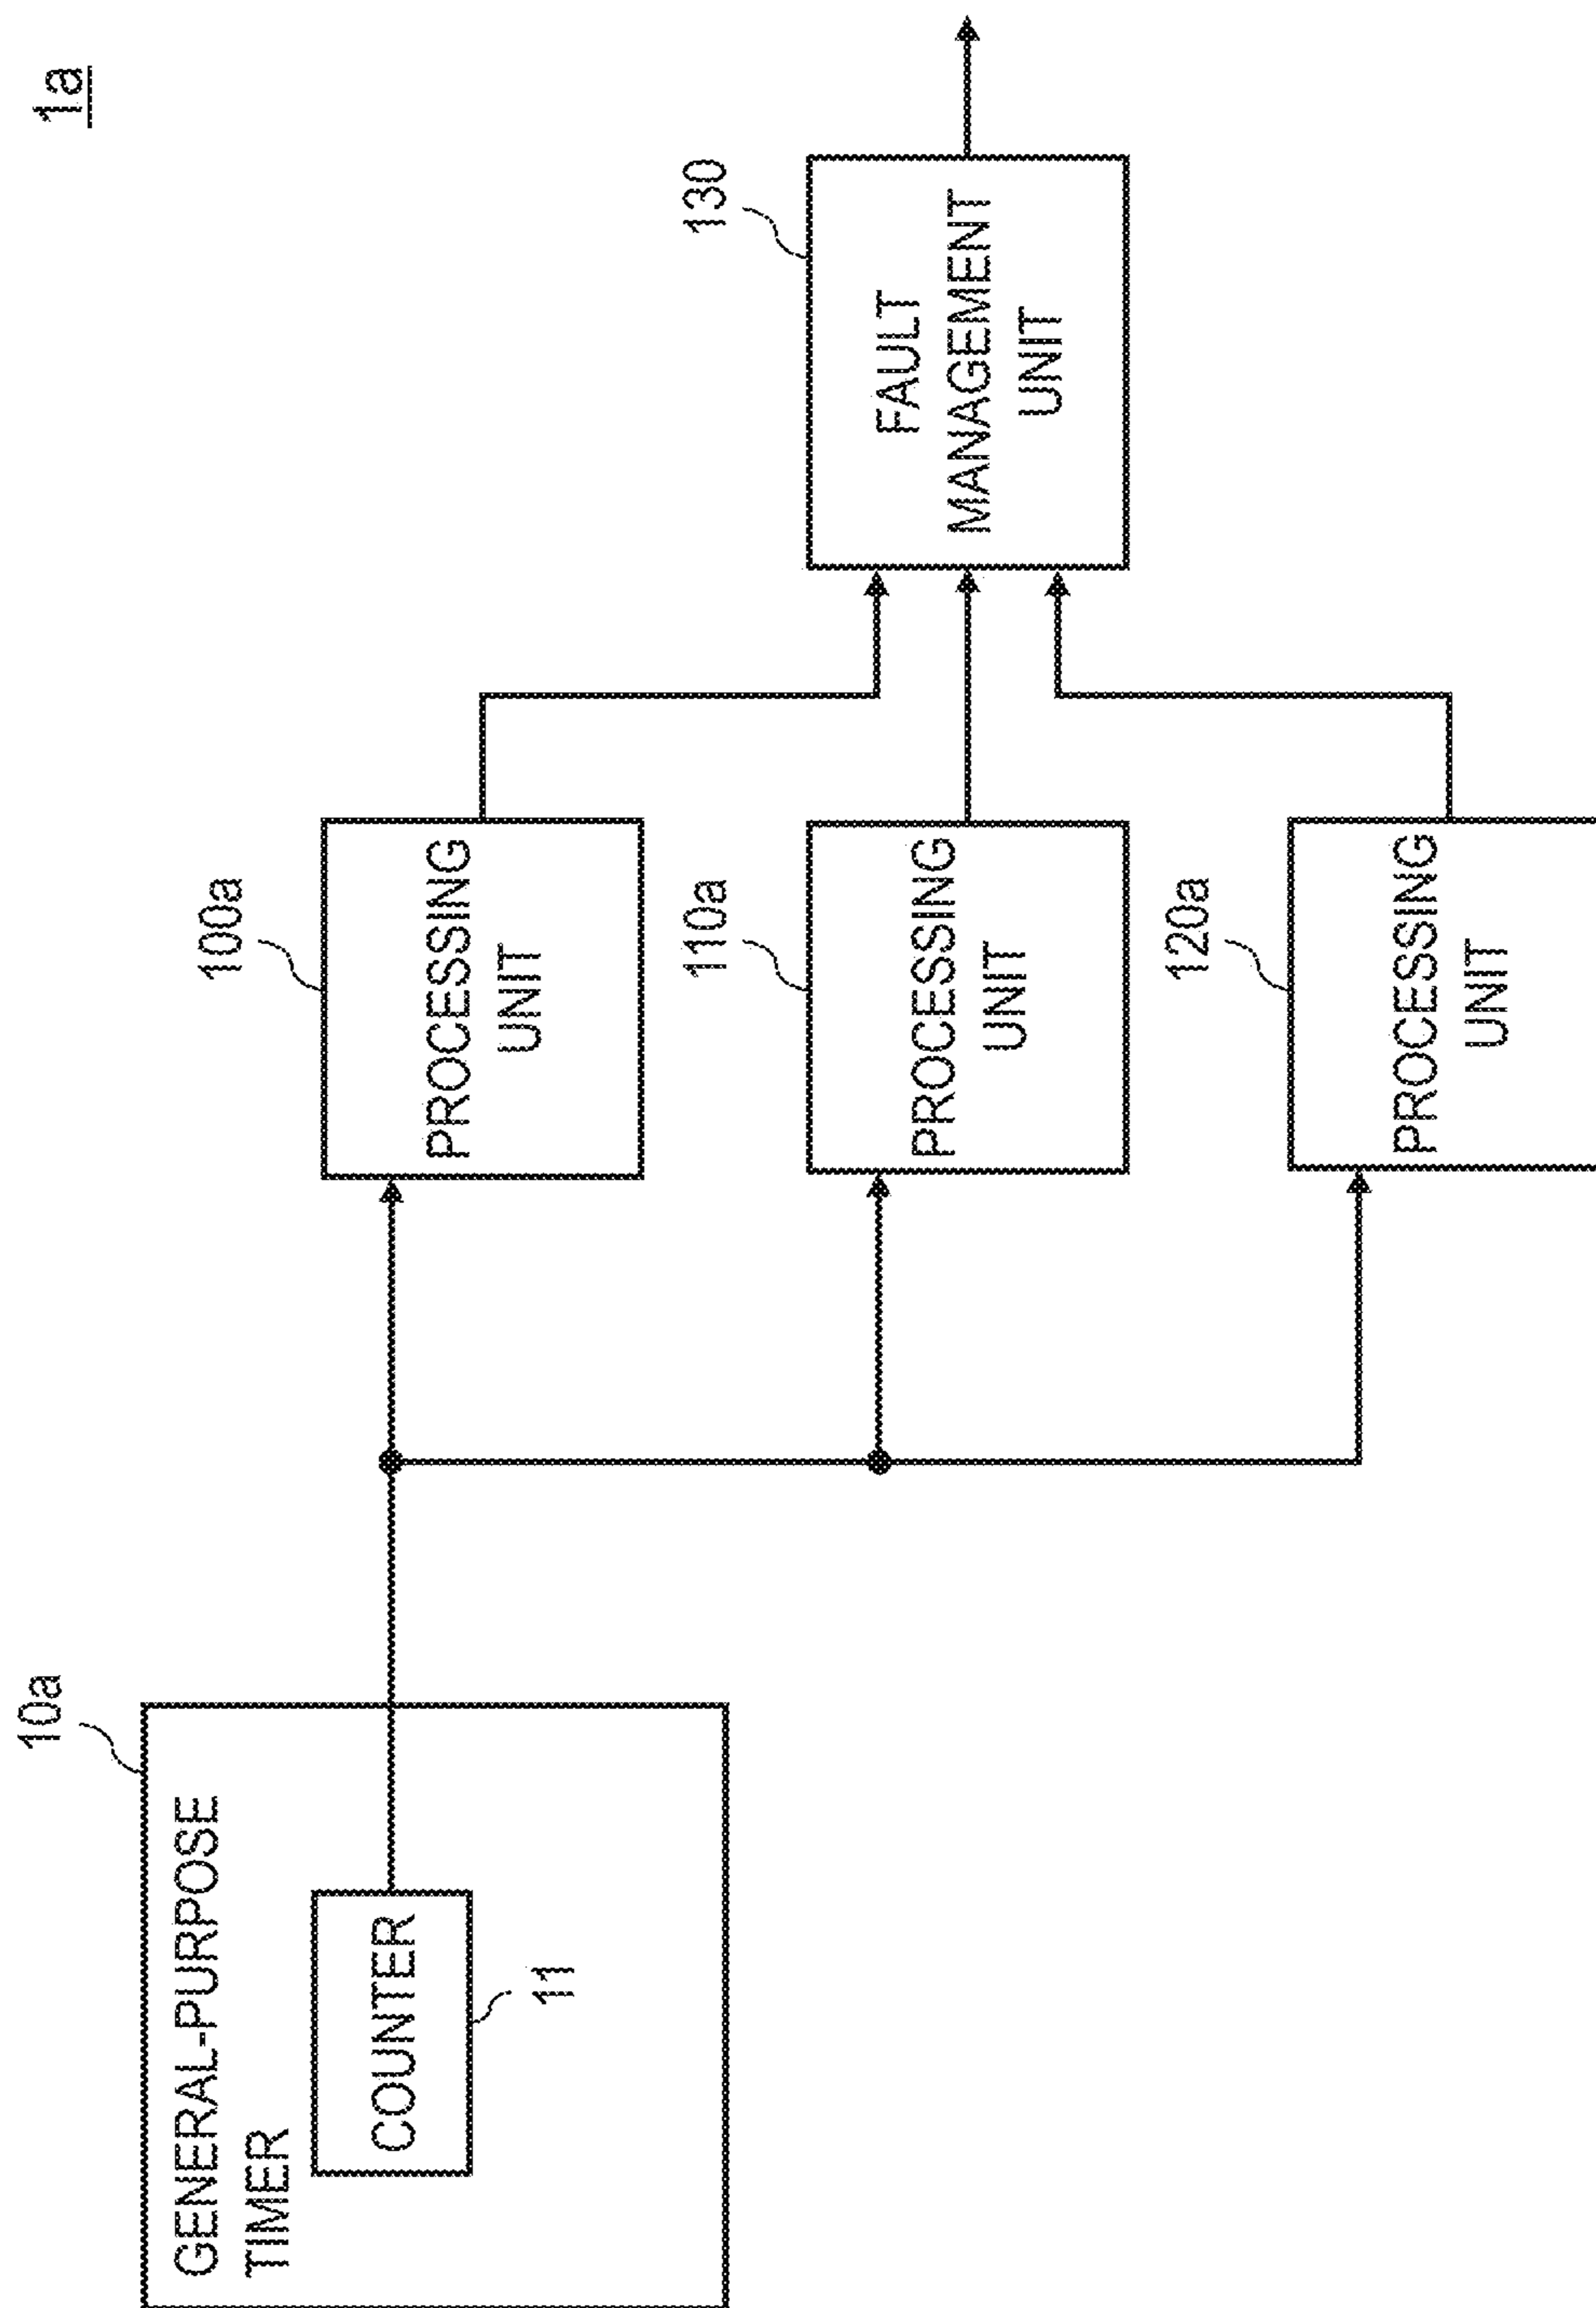 1a
10a
GENERAL-PURPOSE
TIMER
COUNTER
11
100a
PROCESSING
UNIT
110a
PROCESSING
UNIT
120a
PROCESSING
UNIT
130
FAULT
MANAGEMENT
UNIT